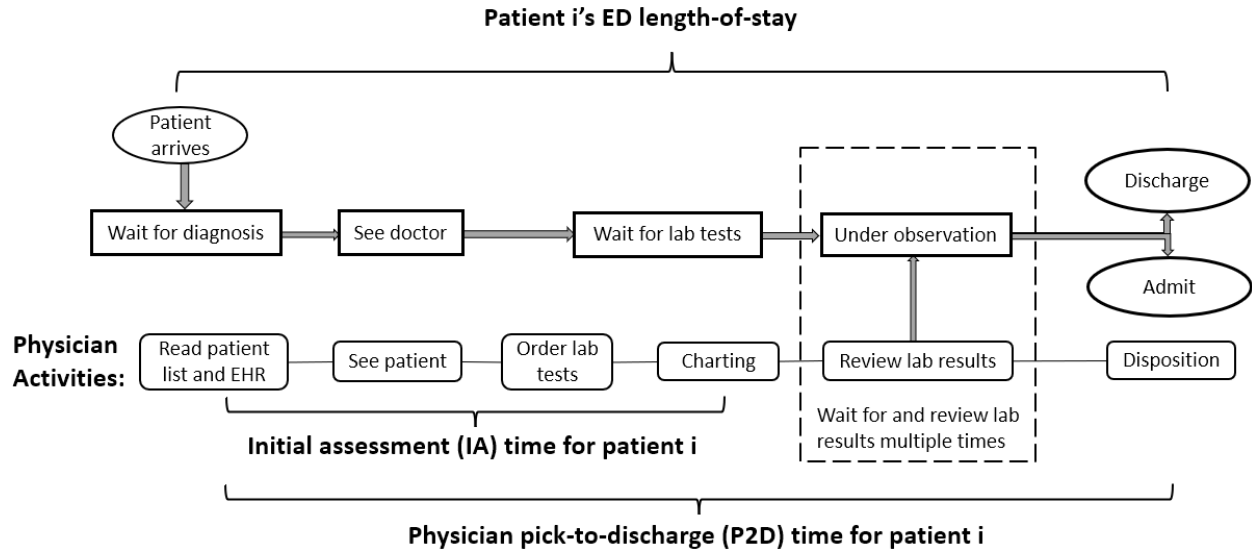 Patient i's ED length-of-stay
Patient
arrives
Discharge
Wait for diagnosis
See doctor
Wait for lab tests
Under observation
Admit
Physician
Activities:
Read patient
list and EHR
See patient
Order lab
tests
Charting
Review lab results
Disposition
Wait for and review lab
results multiple times
Initial assessment (IA) time for patient i
Physician pick-to-discharge (P2D) time for patient i